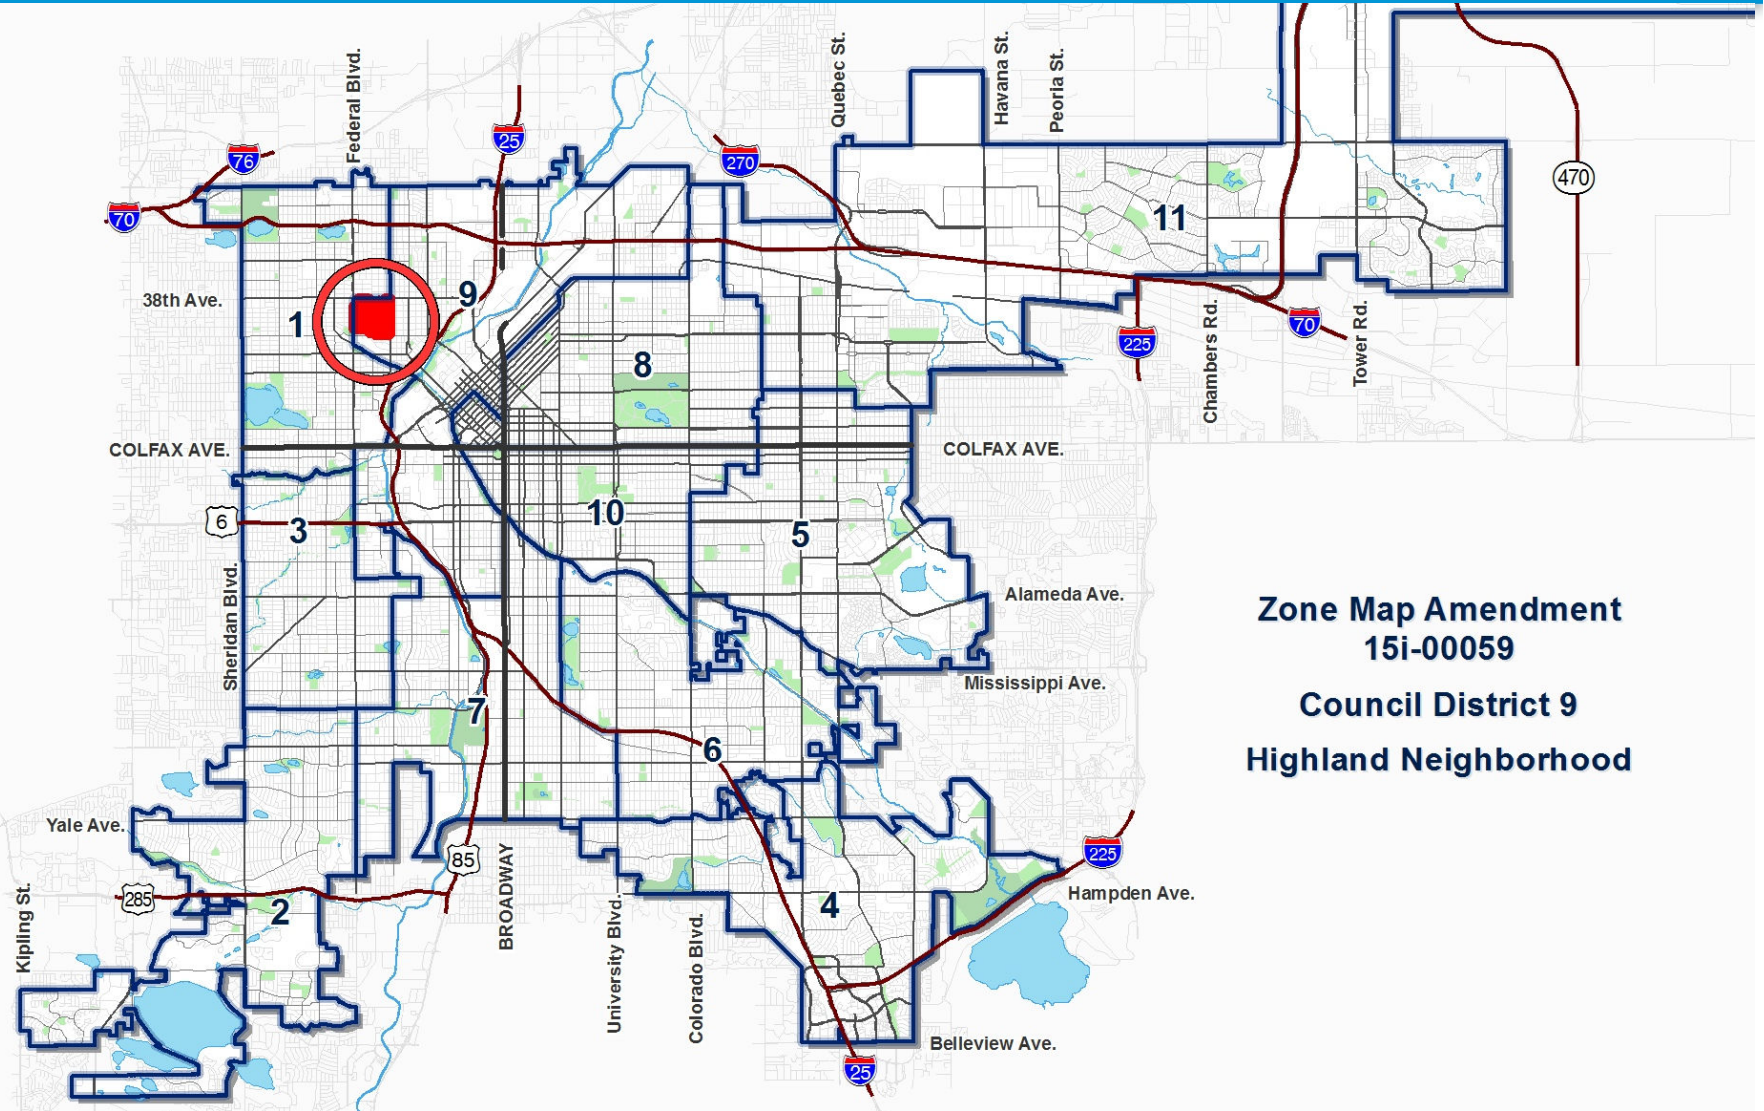 Federal Blvd.
Quebec St.
Havana St.
Peoria St.
25
76
270
470
70
11
38th Ave.
9
1
8
225
70
Chambers Rd.
Tower Rd.
COLFAX AVE.
COLFAX AVE.
6
3
10
5
Sheridan Blvd.
Alameda Ave.
Mississippi Ave.
7
6
Zone Map Amendment
15i-00059
Council District 9
Highland Neighborhood
Yale Ave.
85
BROADWAY
225
Hampden Ave.
285
2
4
Kipling St.
University Blvd.
Colorado Blvd.
Belleview Ave.
25